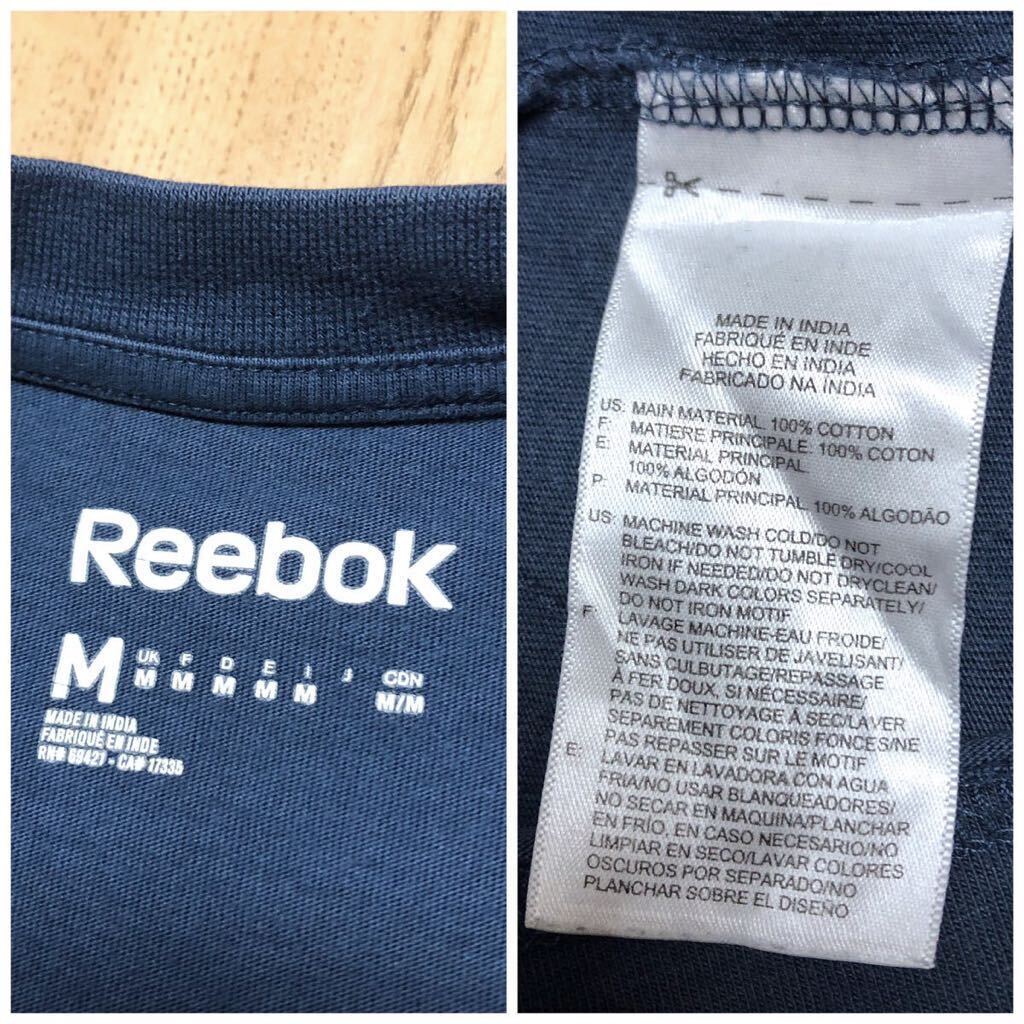 Reebok
M
UK F D E I J CDN
M M M M M M/M
MADE IN INDIA
FABRIQUÉ EN INDE
RN# 69421 - CA# 17335
MADE IN INDIA
FABRIQUÉ EN INDE
HECHO EN INDIA
FABRICADO NA INDIA
US: MAIN MATERIAL. 100% COTTON
F: MATIERE PRINCIPALE. 100% COTON
E: MATERIAL PRINCIPAL
100% ALGODÓN
P: MATERIAL PRINCIPAL. 100% ALGODÃO
US: MACHINE WASH COLD/DO NOT
BLEACH/DO NOT TUMBLE DRY/COOL
IRON IF NEEDED/DO NOT DRYCLEAN/
WASH DARK COLORS SEPARATELY/
DO NOT IRON MOTIF
F: LAVAGE MACHINE-EAU FROIDE/
NE PAS UTILISER DE JAVELISANT/
SANS CULBUTAGE/REPASSAGE
À FER DOUX, SI NÉCESSAIRE/
PAS DE NETTOYAGE À SEC/LAVER
SEPAREMENT COLORIS FONCES/NE
PAS REPASSER SUR LE MOTIF
E: LAVAR EN LAVADORA CON AGUA
FRIA/NO USAR BLANQUEADORES/
NO SECAR EN MAQUINA/PLANCHAR
EN FRÍO, EN CASO NECESARIO/NO
LIMPIAR EN SECO/LAVAR COLORES
OSCUROS POR SEPARADO/NO
PLANCHAR SOBRE EL DISEÑO